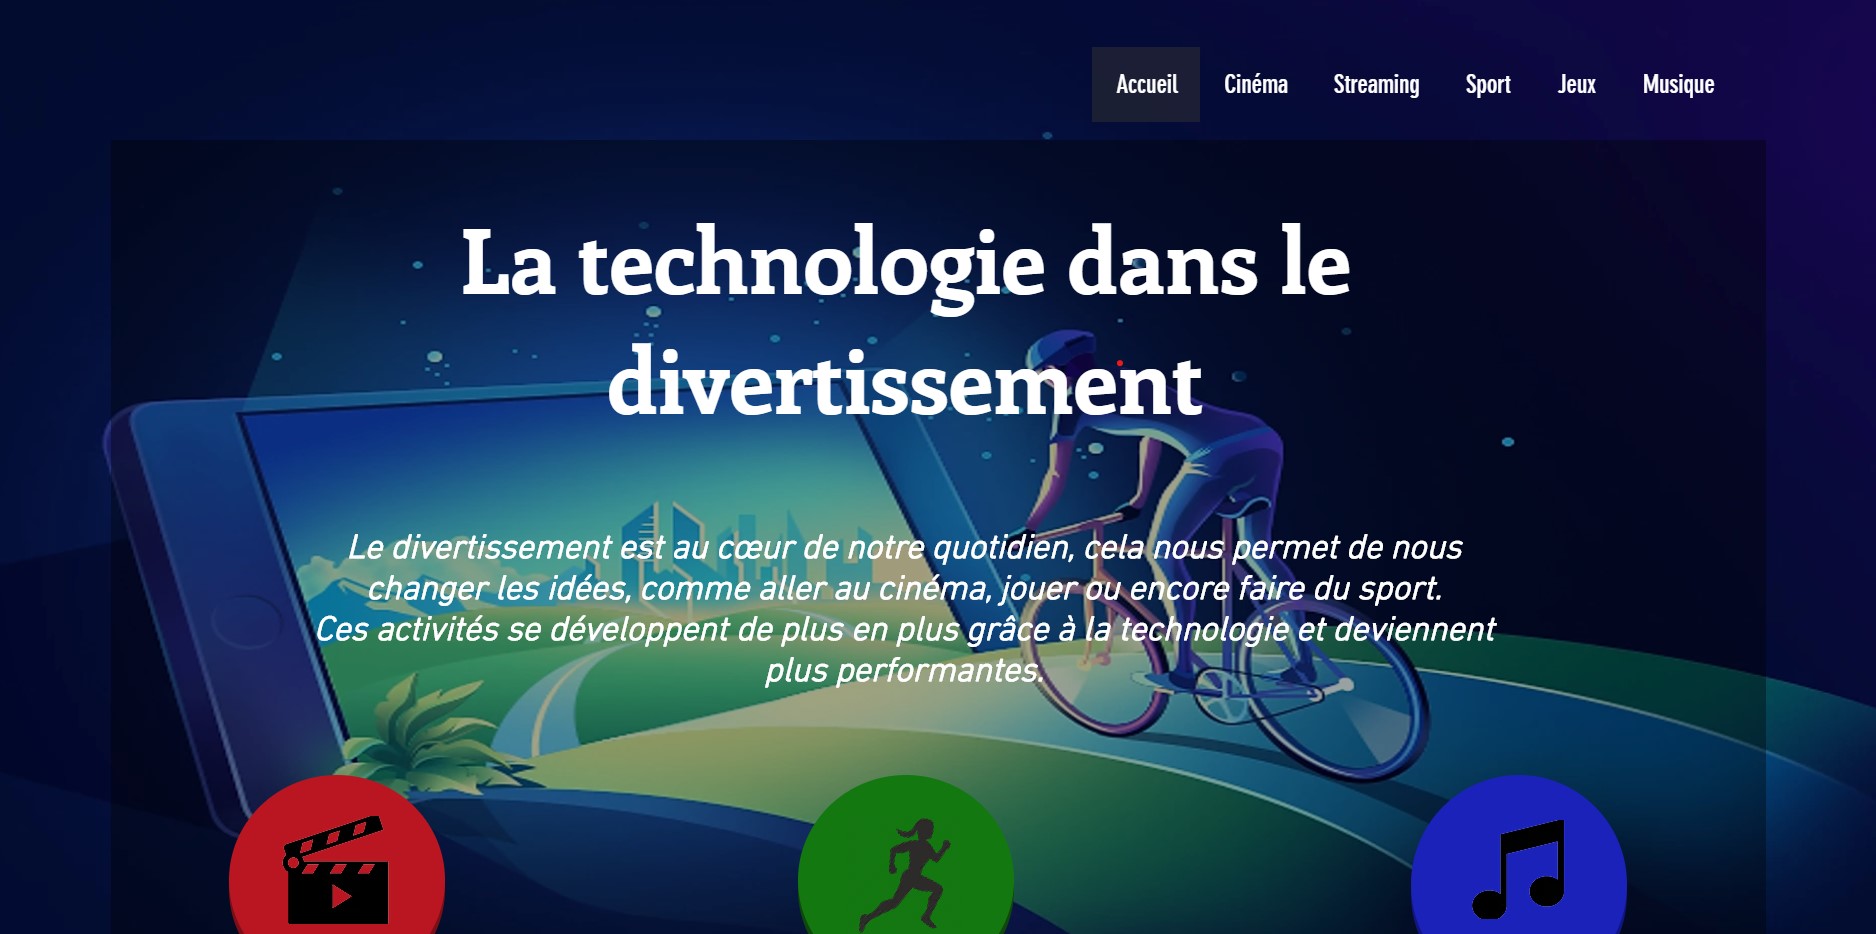 Accueil Cinéma Streaming Sport Jeux Musique
La technologie dans le
divertissement
Le divertissement est au cœur de notre quotidien, cela nous permet de nous
changer les idées, comme aller au cinéma, jouer ou encore faire du sport.
Ces activités se développent de plus en plus grâce à la technologie et deviennent
plus performantes.